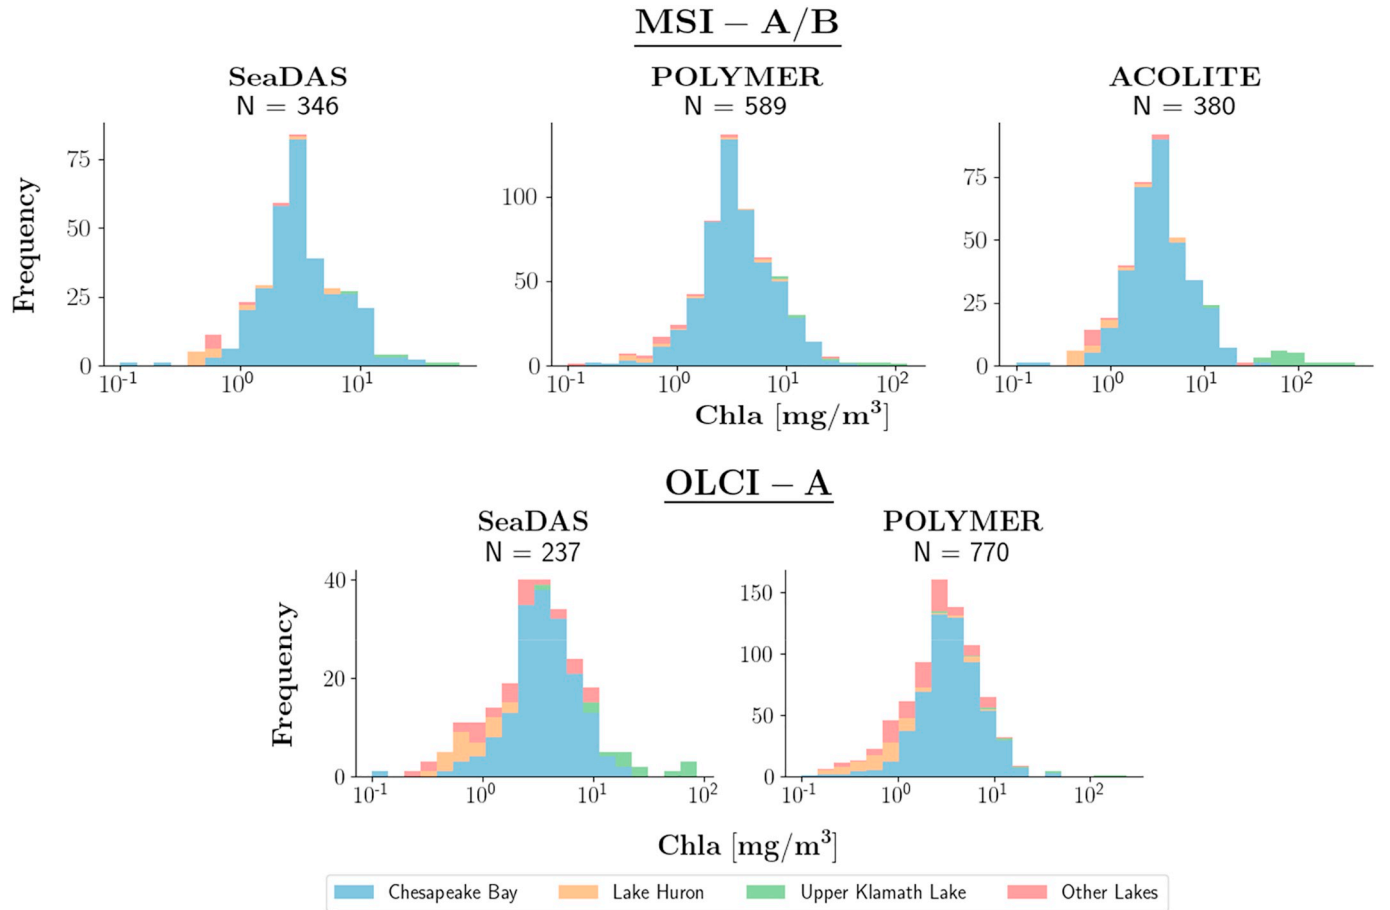 MSI – A/B
SeaDAS
N = 346
POLYMER
N = 589
ACOLITE
N = 380
Frequency
75
50
25
0
10⁻¹
10⁰
10¹
100
50
0
10⁻¹
10⁰
10¹
10²
75
50
25
0
10⁻¹
10⁰
10¹
10²
Chla [mg/m³]
OLCI – A
SeaDAS
N = 237
POLYMER
N = 770
Frequency
40
20
0
10⁻¹
10⁰
10¹
10²
150
100
50
0
10⁻¹
10⁰
10¹
10²
Chla [mg/m³]
Chesapeake Bay
Lake Huron
Upper Klamath Lake
Other Lakes